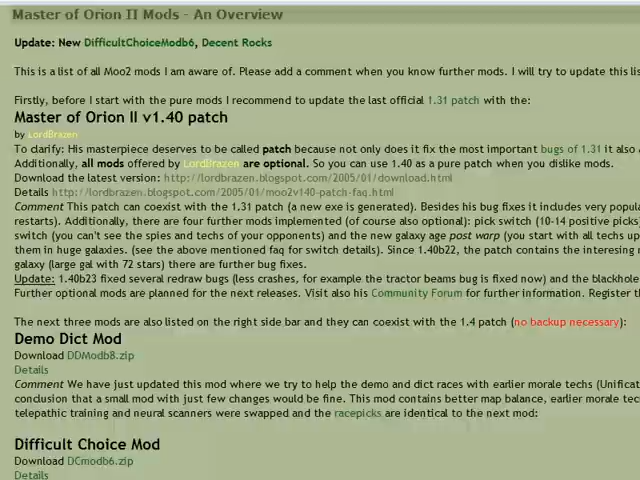 Master of Orion II Mods - An Overview
Update: New DifficultChoiceModb6, Decent Rocks
This is a list of all Moo2 mods I am aware of. Please add a comment when you know further mods. I will try to update this lis
Firstly, before I start with the pure mods I recommend to update the last official 1.31 patch with the:
Master of Orion II v1.40 patch
by LordBrazen
To clarify: His masterpiece deserves to be called patch because not only does it fix the most important bugs of 1.31 it also
Additionally, all mods offered by LordBrazen are optional. So you can use 1.40 as a pure patch when you dislike mods.
Download the latest version: http://lordbrazen.blogspot.com/2005/01/download.html
Details http://lordbrazen.blogspot.com/2005/01/moo2v140-patch-faq.html
Comment This patch can coexist with the 1.31 patch (a new exe is generated). Besides his bug fixes it includes very popula
restarts). Additionally, there are four further mods implemented (of course also optional): pick switch (10-14 positive picks)
switch (you can't see the spies and techs of your opponents) and the new galaxy age post warp (you start with all techs up
them in huge galaxies. (see the above mentioned faq for switch details). Since 1.40b22, the patch contains the interesing n
galaxy (large gal with 72 stars) there are further bug fixes.
Update: 1.40b23 fixed several redraw bugs (less crashes, for example the tractor beams bug is fixed now) and the blackhole
Further optional mods are planned for the next releases. Visit also his Community Forum for further information. Register th
The next three mods are also listed on the right side bar and they can coexist with the 1.4 patch (no backup necessary):
Demo Dict Mod
Download DDModb8.zip
Details
Comment We have just updated this mod where we try to help the demo and dict races with earlier morale techs (Unificat
conclusion that a small mod with just few changes would be fine. This mod contains better map balance, earlier morale tec
telepathic training and neural scanners were swapped and the racepicks are identical to the next mod:
Difficult Choice Mod
Download DCmodb6.zip
Details